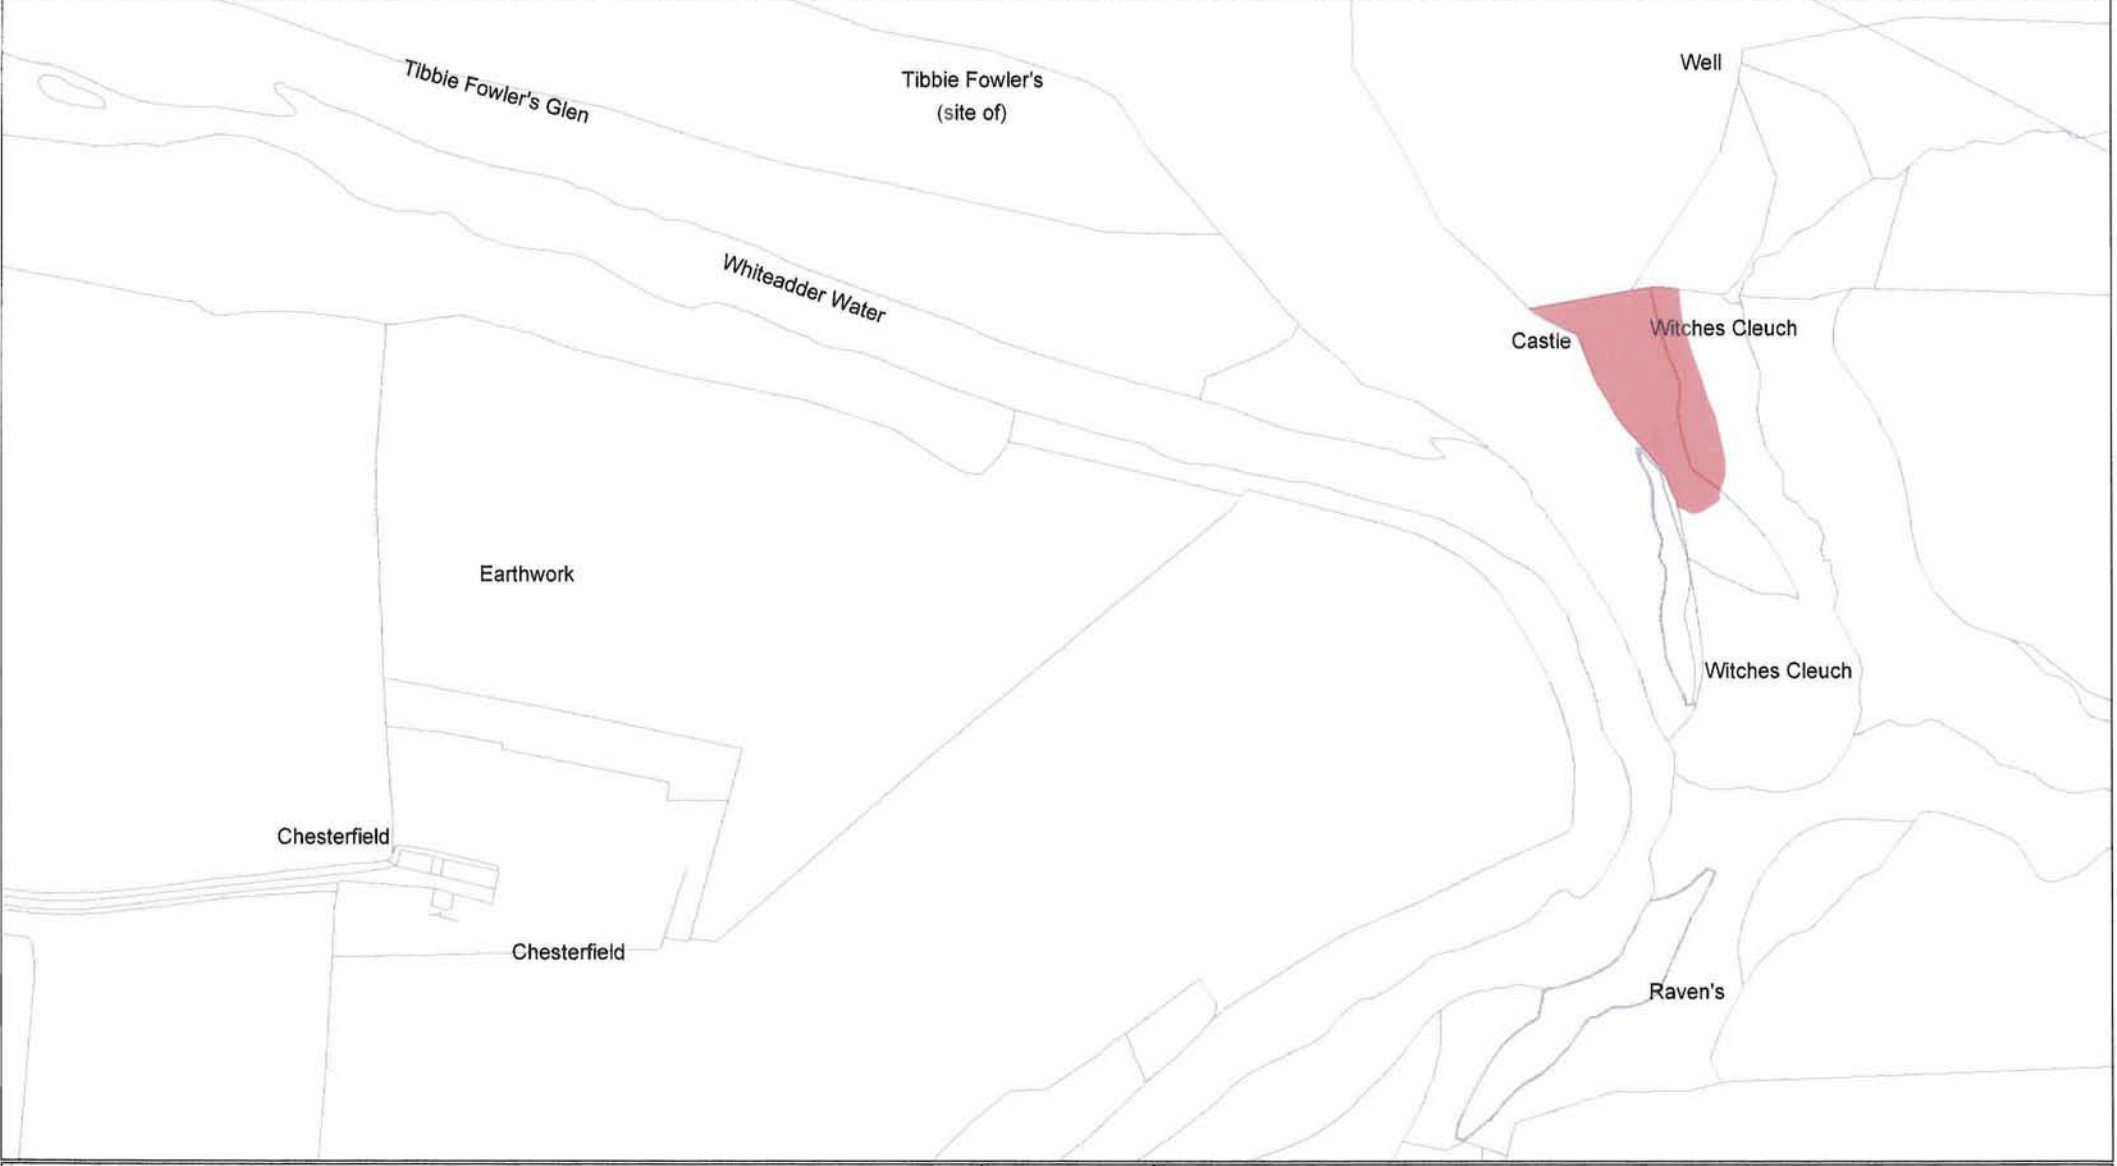 Tibbie Fowler's Glen
Tibbie Fowler's
(site of)
Well
Whiteadder Water
Witches Cleuch
Castle
Earthwork
Witches Cleuch
Chesterfield
Chesterfield
Raven's